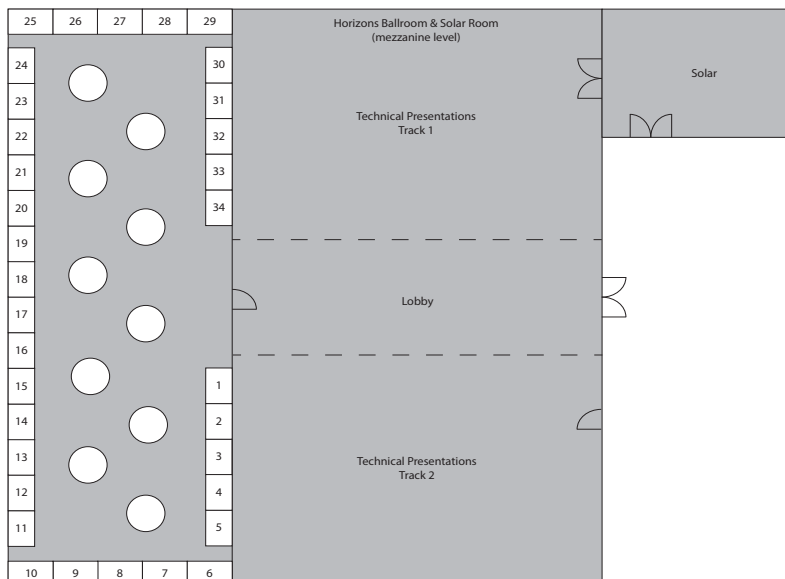 25 26 27 28 29
Horizons Ballroom & Solar Room
(mezzanine level)
24
23
22
21
20
19
18
17
16
15
14
13
12
11
30
31
32
33
34
Technical Presentations
Track 1
Solar
Lobby
1
2
3
4
5
Technical Presentations
Track 2
10 9 8 7 6